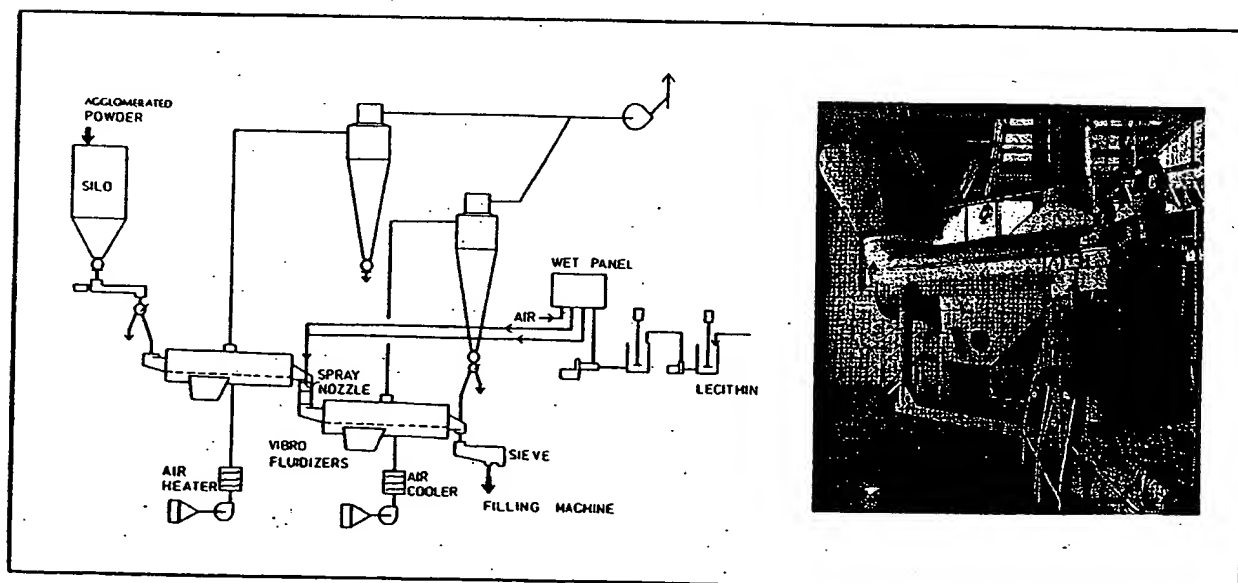 AGGLOMERATED
POWDER
SILO
WET PANEL
AIR
SPRAY
NOZZLE
LECITHIN
VIBRO
FLUIDIZERS
SIEVE
AIR
HEATER
AIR
COOLER
FILLING MACHINE